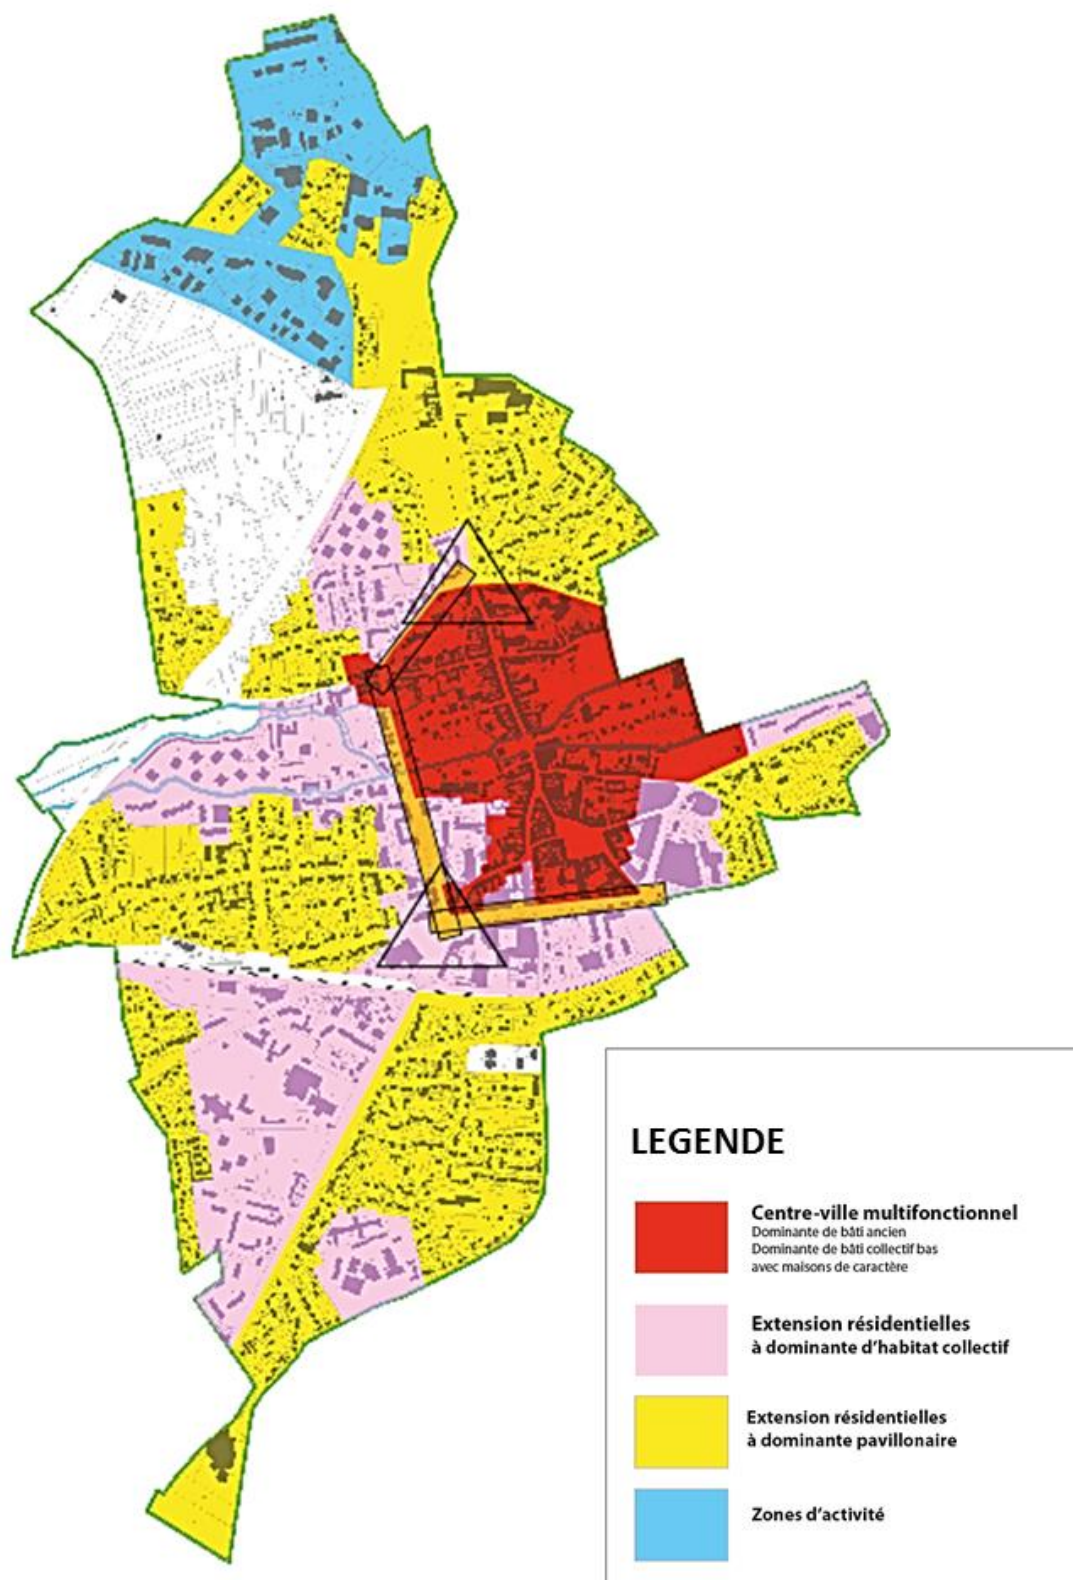 LEGENDE
Centre-ville multifonctionnel
Dominante de bâti ancien
Dominante de bâti collectif bas
avec maisons de caractère
Extension résidentielles
à dominante d'habitat collectif
Extension résidentielles
à dominante pavillonaire
Zones d'activité